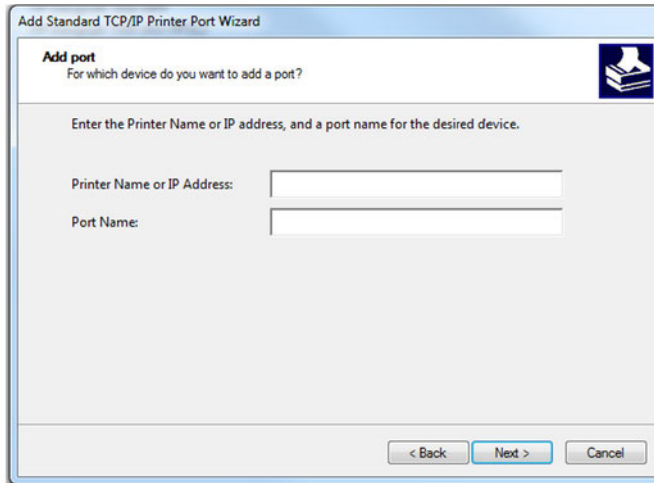 Add Standard TCP/IP Printer Port Wizard
Add port
For which device do you want to add a port?
Enter the Printer Name or IP address, and a port name for the desired device.
Printer Name or IP Address:
Port Name:
< Back Next > Cancel